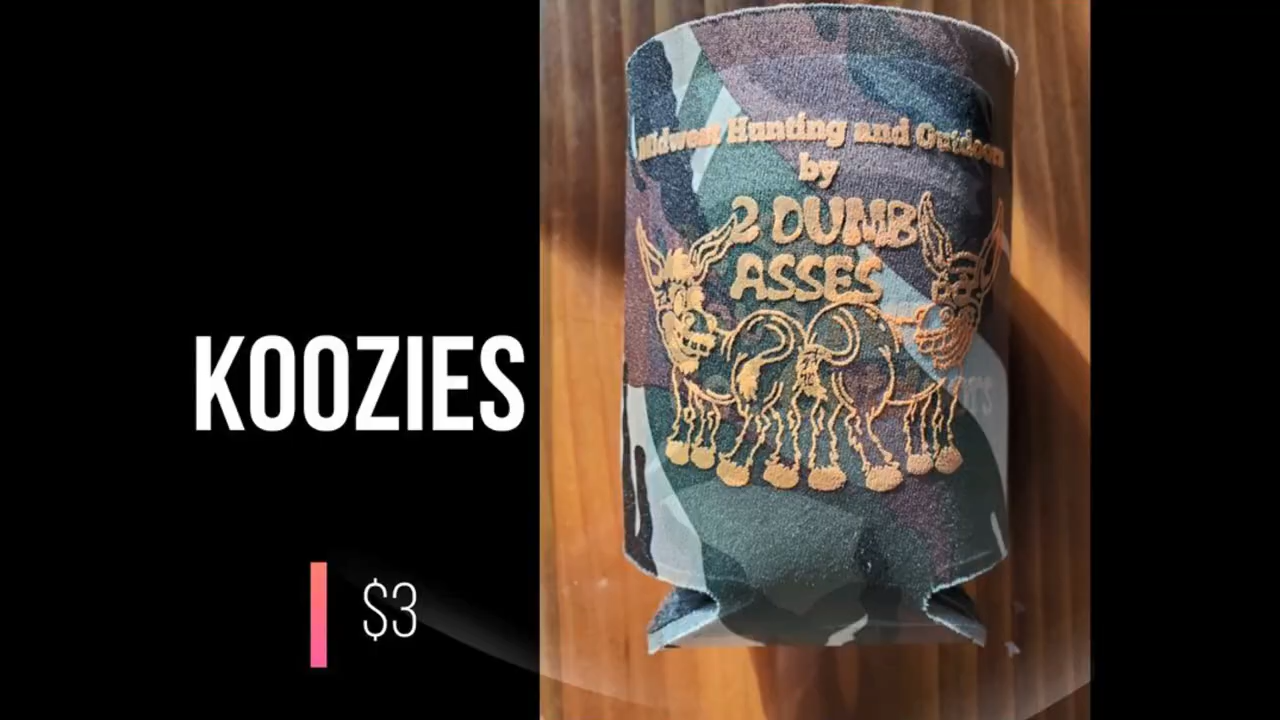 KOOZIES
$3
Midwest Hunting and Outdoors
by
2 DUMB
ASSES